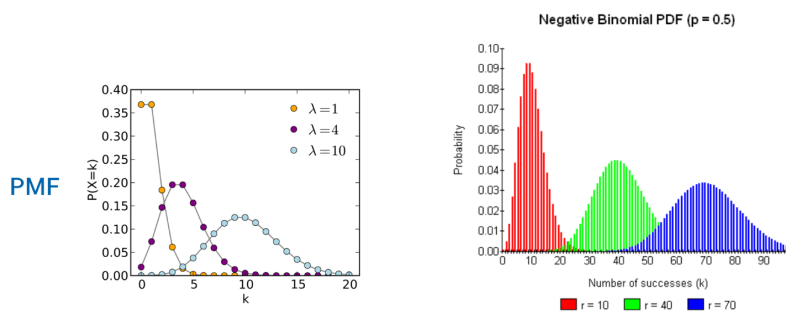 PMF
P(X=k)
0.40
0.35
0.30
0.25
0.20
0.15
0.10
0.05
0.00
0 5 10 15 20
k
λ=1
λ=4
λ=10
Negative Binomial PDF (p = 0.5)
Probability
0.10
0.09
0.08
0.07
0.06
0.05
0.04
0.03
0.02
0.01
0.00
0 10 20 30 40 50 60 70 80 90
Number of successes (k)
r = 10 r = 40 r = 70